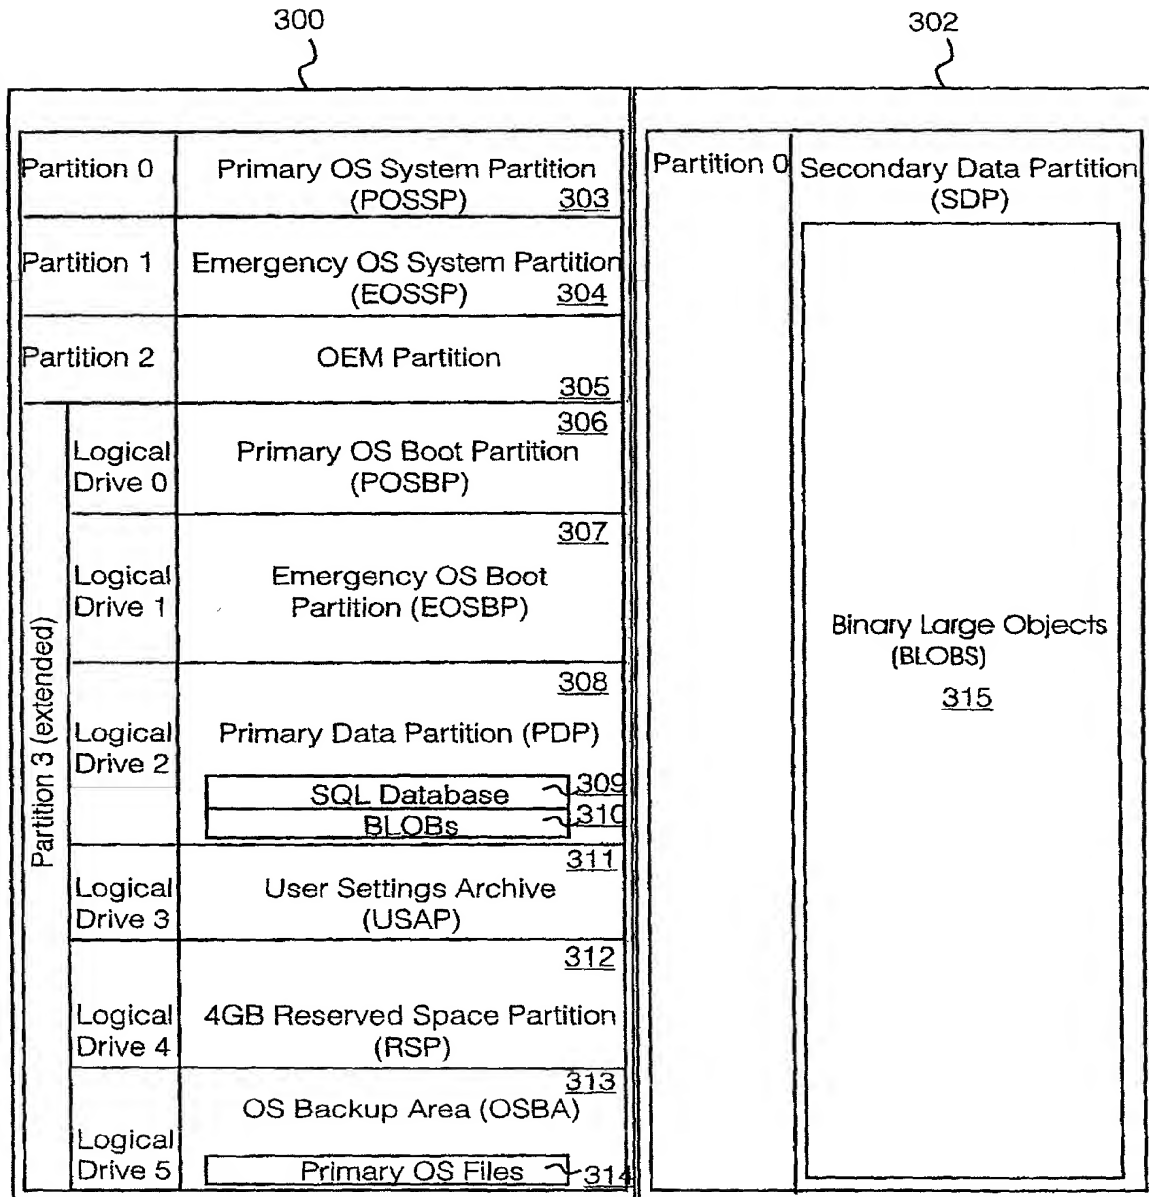 300
302
Partition 0
Primary OS System Partition
(POSSP)
303
Partition 1
Emergency OS System Partition
(EOSSP)
304
Partition 2
OEM Partition
305
Partition 3 (extended)
306
Logical
Drive 0
Primary OS Boot Partition
(POSBP)
307
Logical
Drive 1
Emergency OS Boot
Partition (EOSBP)
308
Logical
Drive 2
Primary Data Partition (PDP)
SQL Database
309
BLOBs
310
311
Logical
Drive 3
User Settings Archive
(USAP)
312
Logical
Drive 4
4GB Reserved Space Partition
(RSP)
313
OS Backup Area (OSBA)
Logical
Drive 5
Primary OS Files
314
Partition 0
Secondary Data Partition
(SDP)
Binary Large Objects
(BLOBS)
315